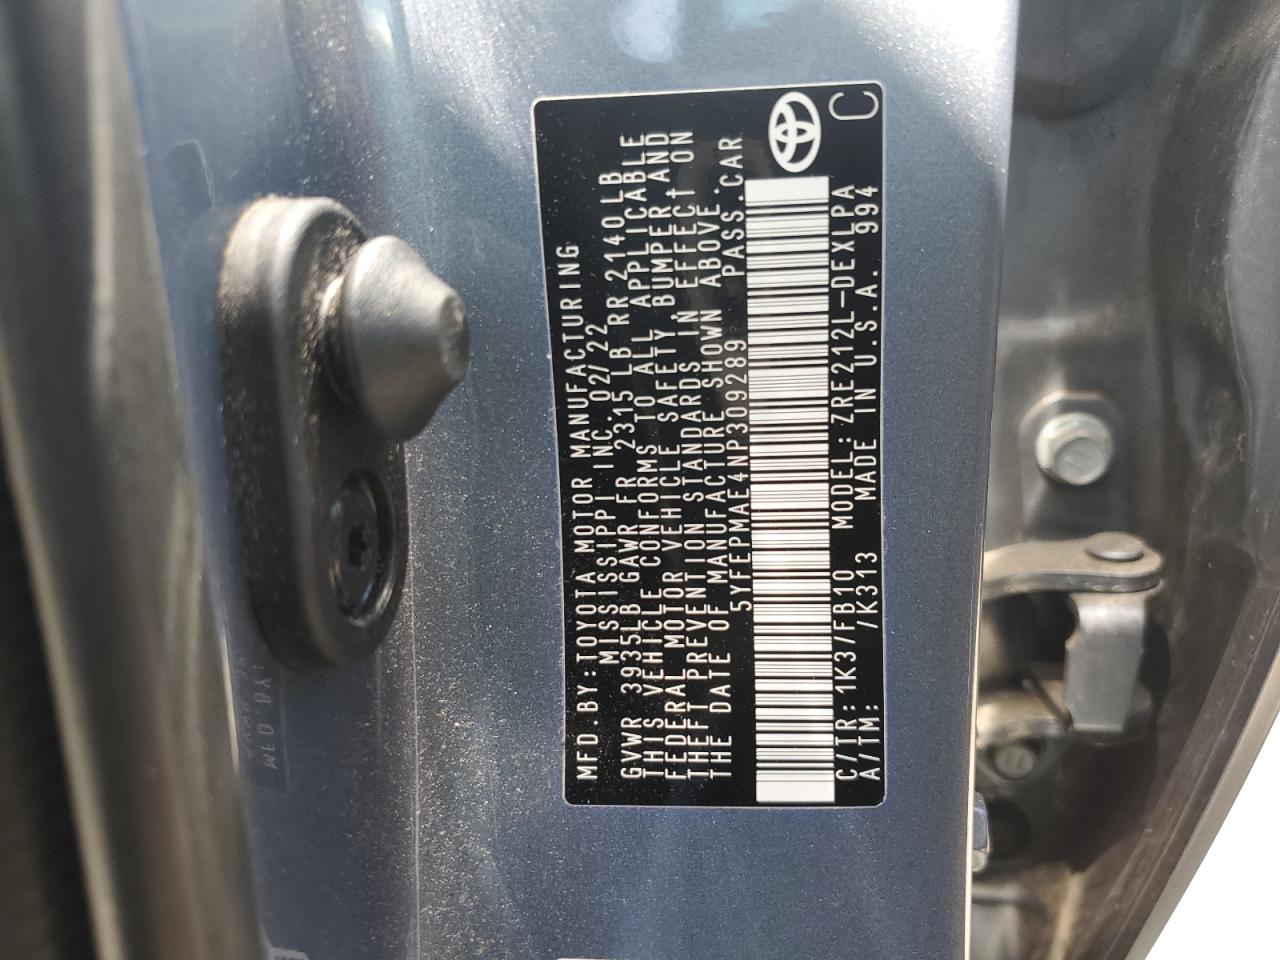 MFD.BY:TOYOTA MOTOR MANUFACTURING
MISSISSIPPI INC. 02/22
GVWR 3935LB GAWR FR 2315 LB RR 2140LB
THIS VEHICLE CONFORMS TO ALL APPLICABLE
FEDERAL MOTOR VEHICLE SAFETY,BUMPER,AND
THEFT PREVENTION STANDARDS IN EFFECT ON
THE DATE OF MANUFACTURE SHOWN ABOVE.
5YFEPMAE4NP309289 PASS.CAR
C/TR:1K3/FB10 MODEL:ZRE212L-DEXLPA
A/TM: /K313 MADE IN U.S.A. 994
C